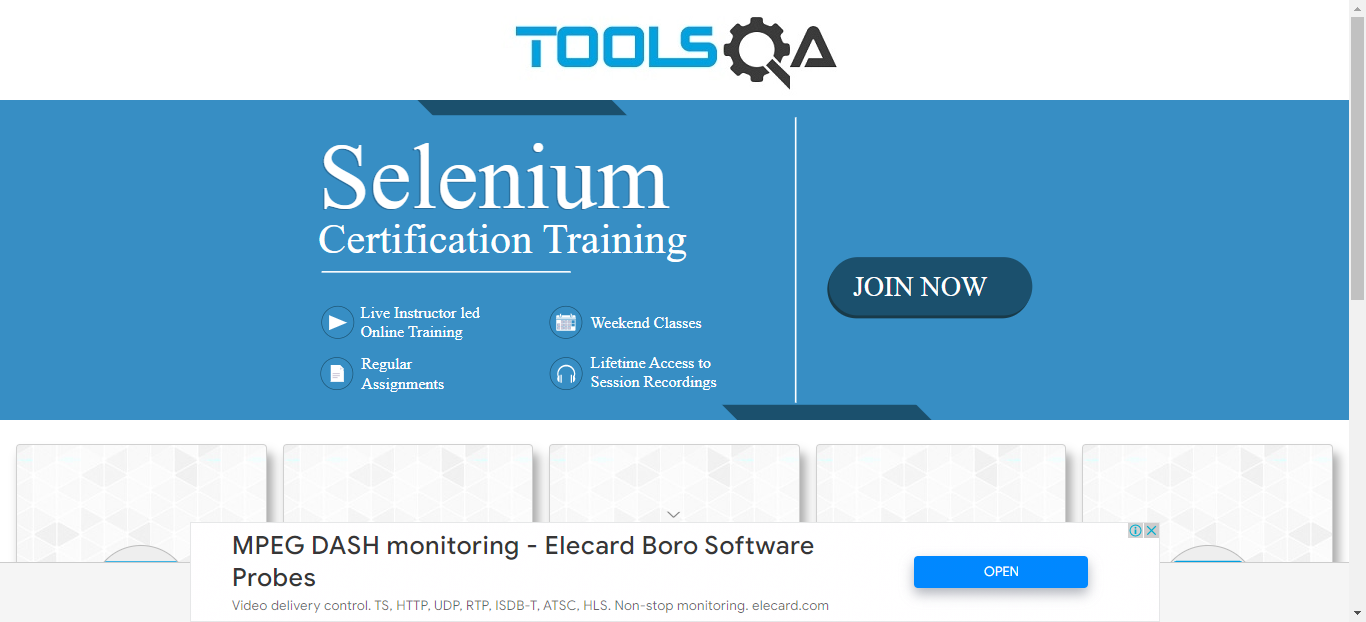 TOOLSQA
Selenium
Certification Training
Live Instructor led
Online Training
Weekend Classes
Regular
Assignments
Lifetime Access to
Session Recordings
JOIN NOW
MPEG DASH monitoring - Elecard Boro Software
Probes
Video delivery control. TS, HTTP, UDP, RTP, ISDB-T, ATSC, HLS. Non-stop monitoring. elecard.com
OPEN